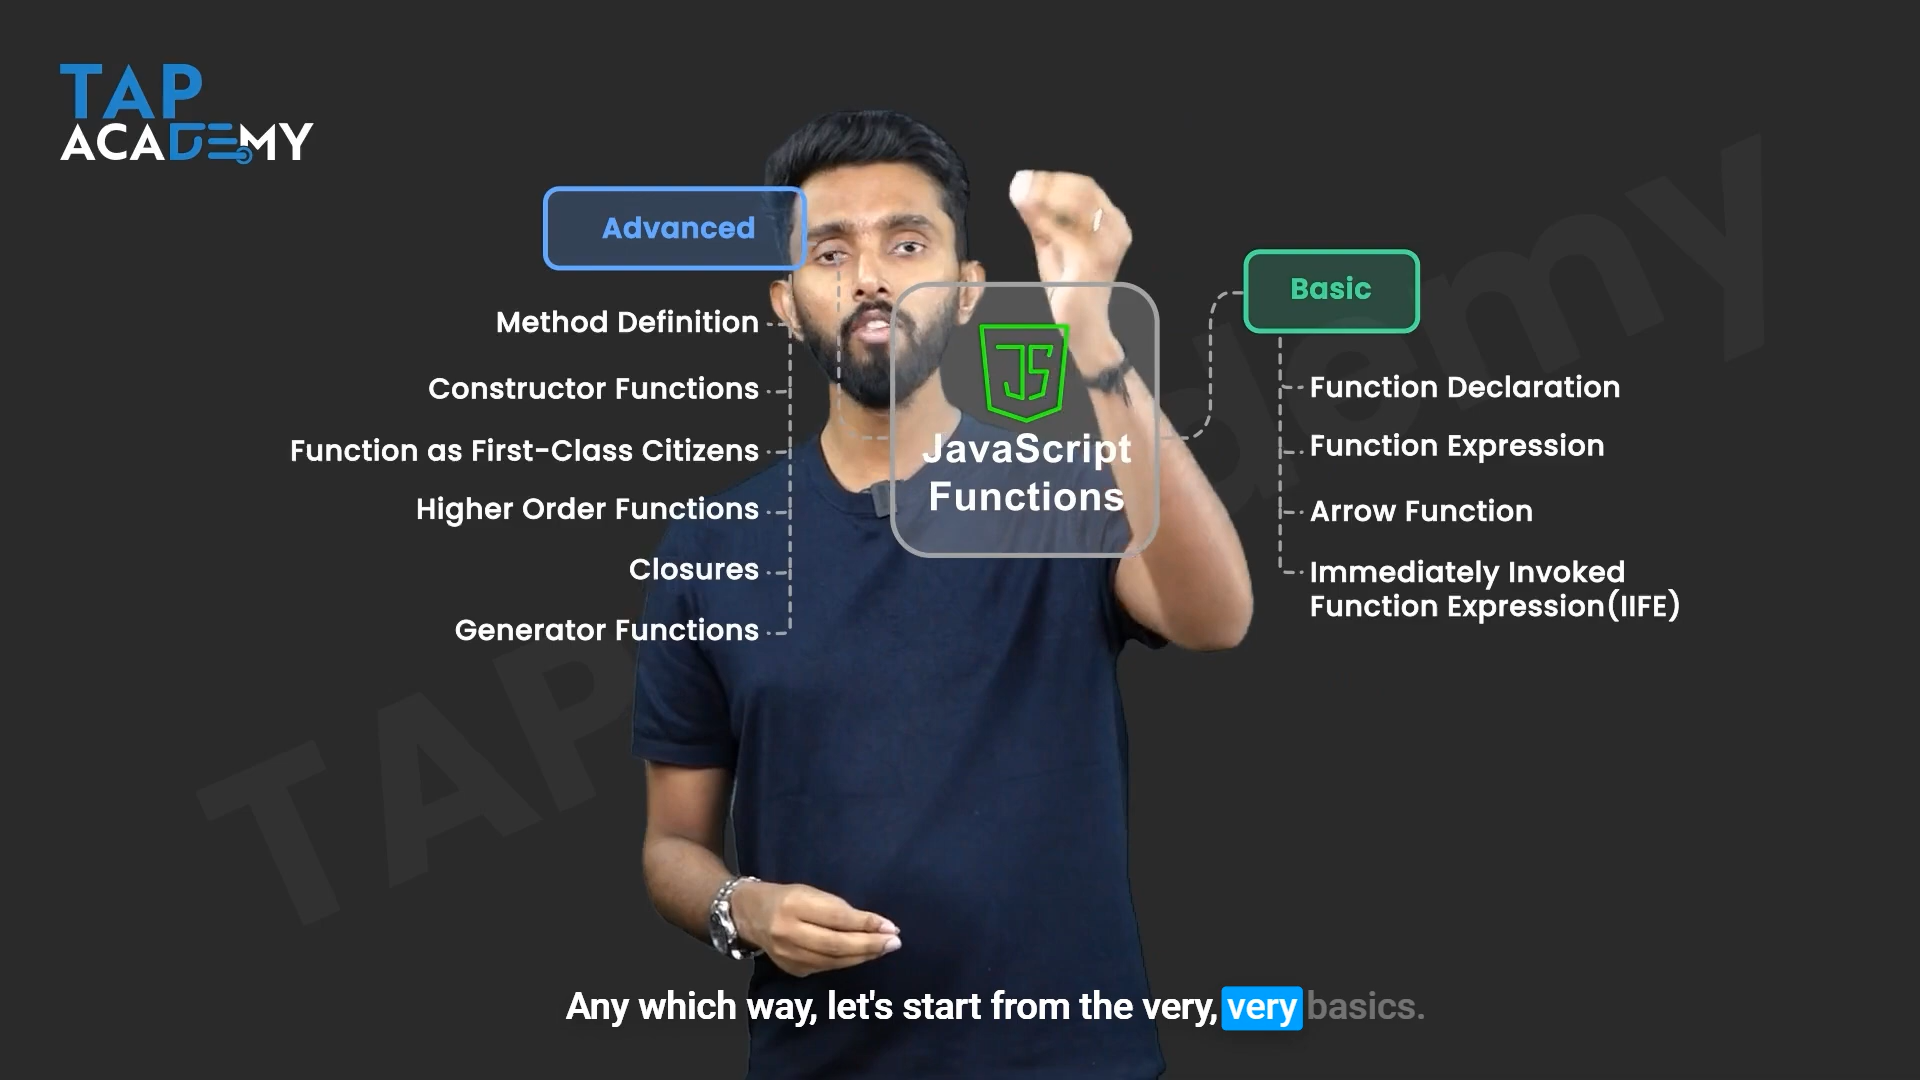 TAP
ACADEMY
Advanced
Method Definition
Constructor Functions
Function as First-Class Citizens
Higher Order Functions
Closures
Generator Functions
JS
JavaScript
Functions
Basic
Function Declaration
Function Expression
Arrow Function
Immediately Invoked
Function Expression(IIFE)
TAP Academy
Any which way, let's start from the very, very basics.